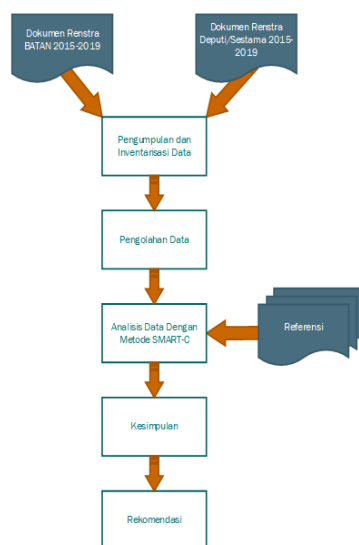 Dokumen Renstra
BATAN 2015-2019
Dokumen Renstra
Deputi/Sestama 2015-
2019
Pengumpulan dan
Inventarisasi Data
Pengolahan Data
Analisis Data Dengan
Metode SMART-C
Referensi
Kesimpulan
Rekomendasi